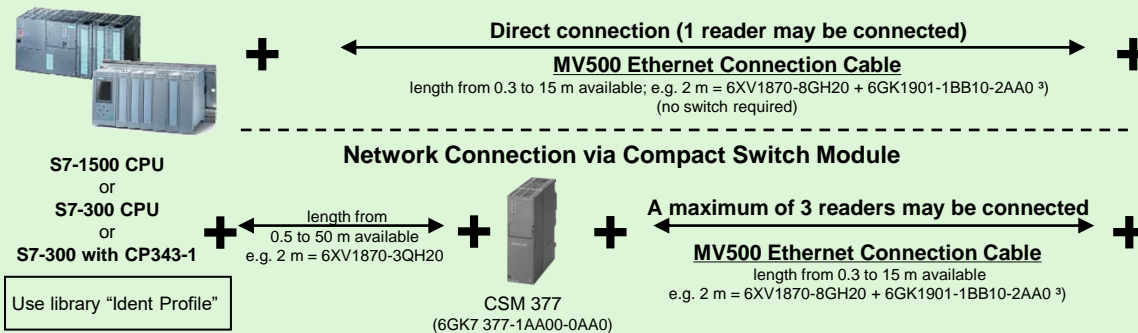 Direct connection (1 reader may be connected)
MV500 Ethernet Connection Cable
length from 0.3 to 15 m available; e.g. 2 m = 6XV1870-8GH20 + 6GK1901-1BB10-2AA0 ³)
(no switch required)
Network Connection via Compact Switch Module
S7-1500 CPU
or
S7-300 CPU
or
S7-300 with CP343-1
Use library “Ident Profile”
length from
0.5 to 50 m available
e.g. 2 m = 6XV1870-3QH20
CSM 377
(6GK7 377-1AA00-0AA0)
A maximum of 3 readers may be connected
MV500 Ethernet Connection Cable
length from 0.3 to 15 m available
e.g. 2 m = 6XV1870-8GH20 + 6GK1901-1BB10-2AA0 ³)